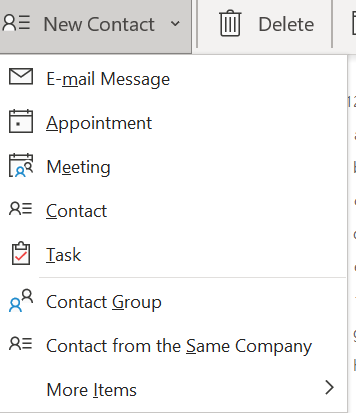 New Contact
Delete
E-mail Message
Appointment
Meeting
Contact
Task
Contact Group
Contact from the Same Company
More Items